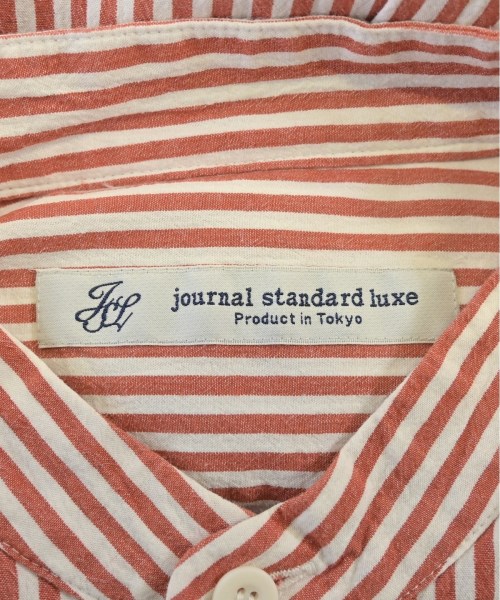 JSL
journal standard luxe
Product in Tokyo